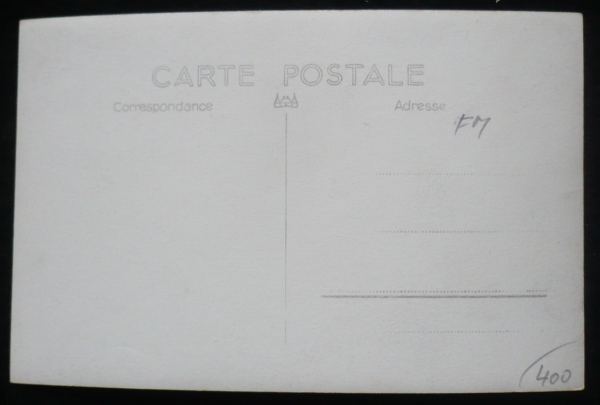 CARTE POSTALE
Correspondance
Adresse
FM
400